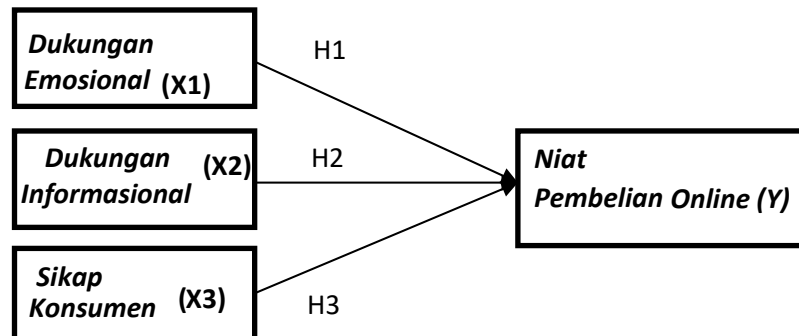 Dukungan
Emosional (X1)
H1
Dukungan (X2)
Informasional
H2
Niat
Pembelian Online (Y)
Sikap
Konsumen (X3)
H3